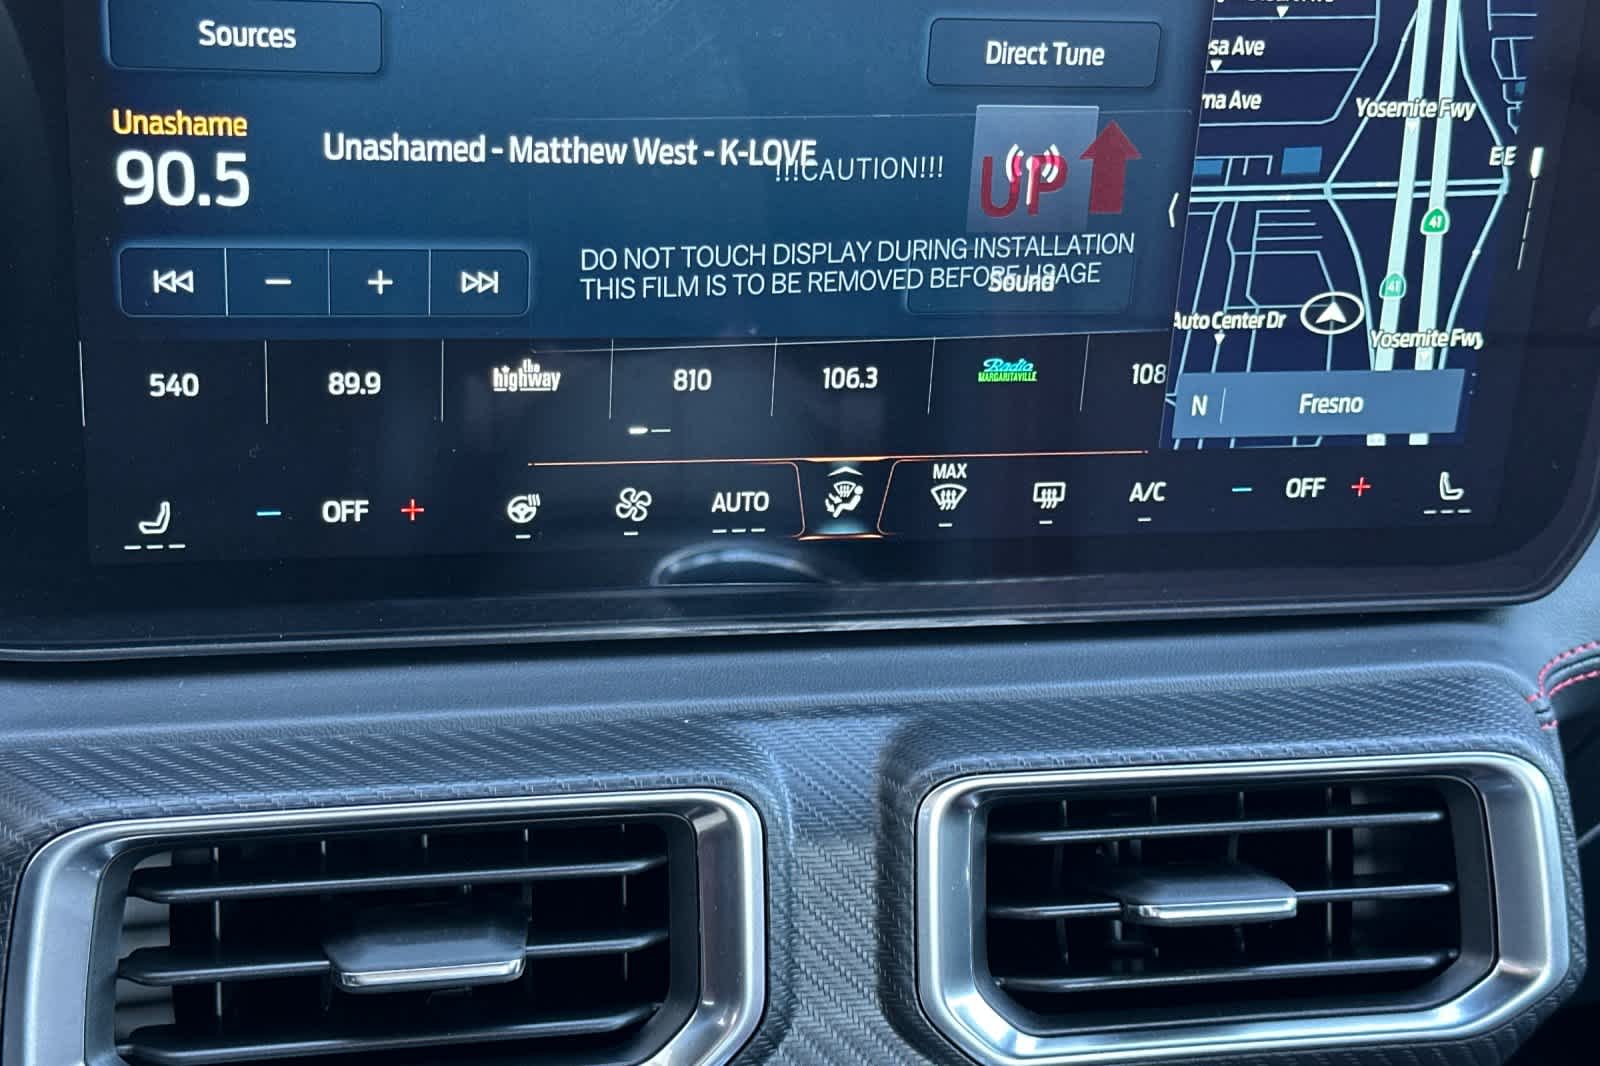 Sources
Direct Tune
sa Ave
na Ave
Yosemite Fwy
Unashame
90.5
Unashamed - Matthew West - K-LOVE
!!!CAUTION!!!
UP
41
DO NOT TOUCH DISPLAY DURING INSTALLATION
THIS FILM IS TO BE REMOVED BEFORE USAGE
Sound
41
Auto Center Dr
Yosemite Fwy
540
89.9
the
highway
810
106.3
Radio
MARGARITAVILLE
108
N
Fresno
OFF
AUTO
MAX
A/C
OFF